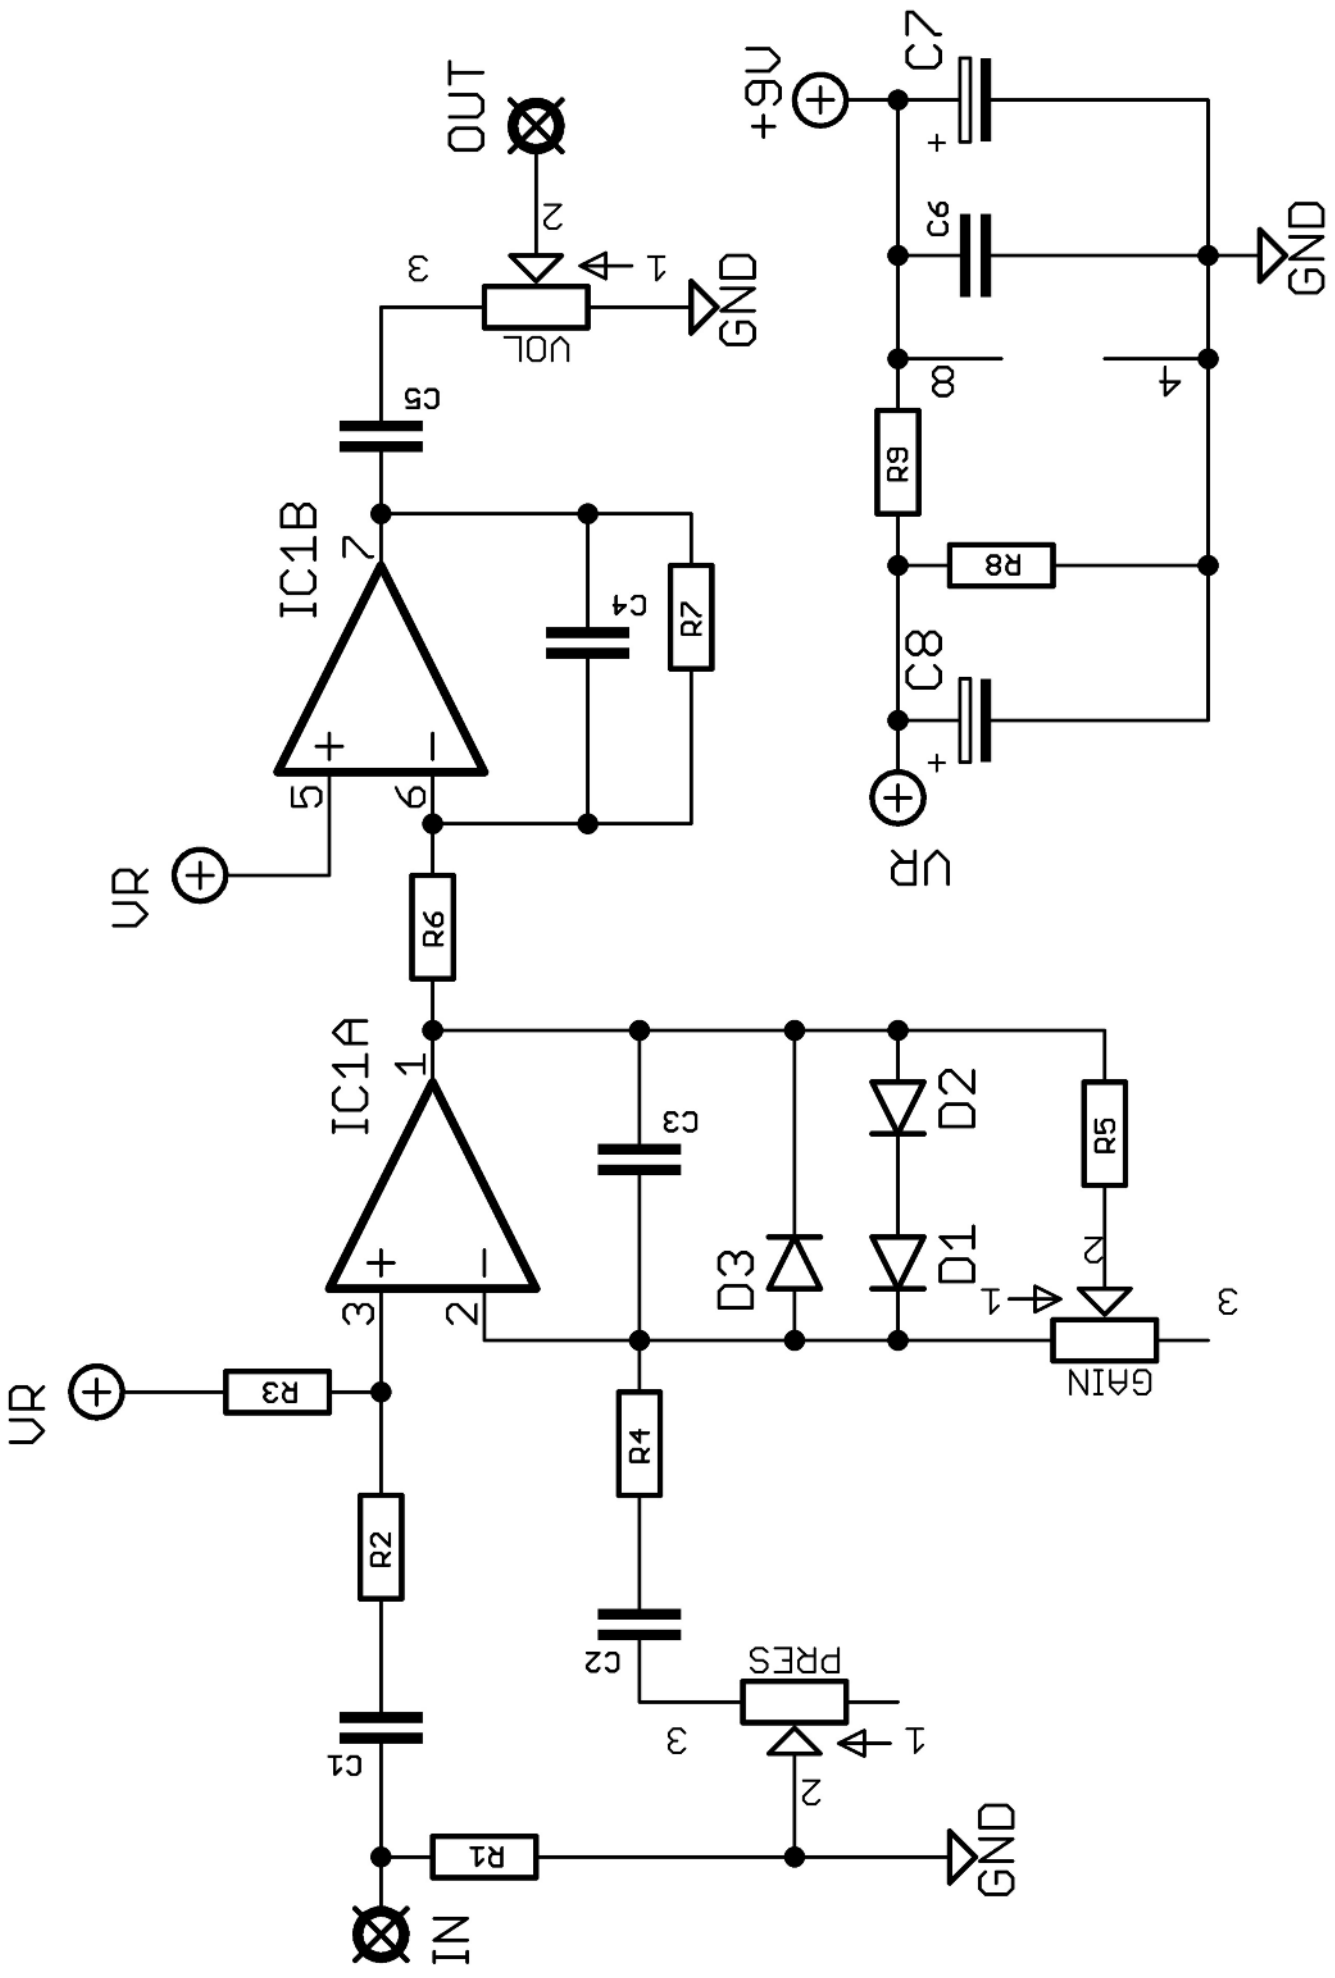 VR
R3
IN
C1
R2
R1
3
2
+
−
IC1A
1
R6
VR
5
6
+
−
IC1B
7
C5
3
VOL
2
1
OUT
GND
C4
R7
C3
D3
D1
D2
R5
2
1
3
GAIN
R4
C2
PRES
3
2
1
GND
VR
+
C8
R8
R9
8
4
C6
+9V
+
C7
GND